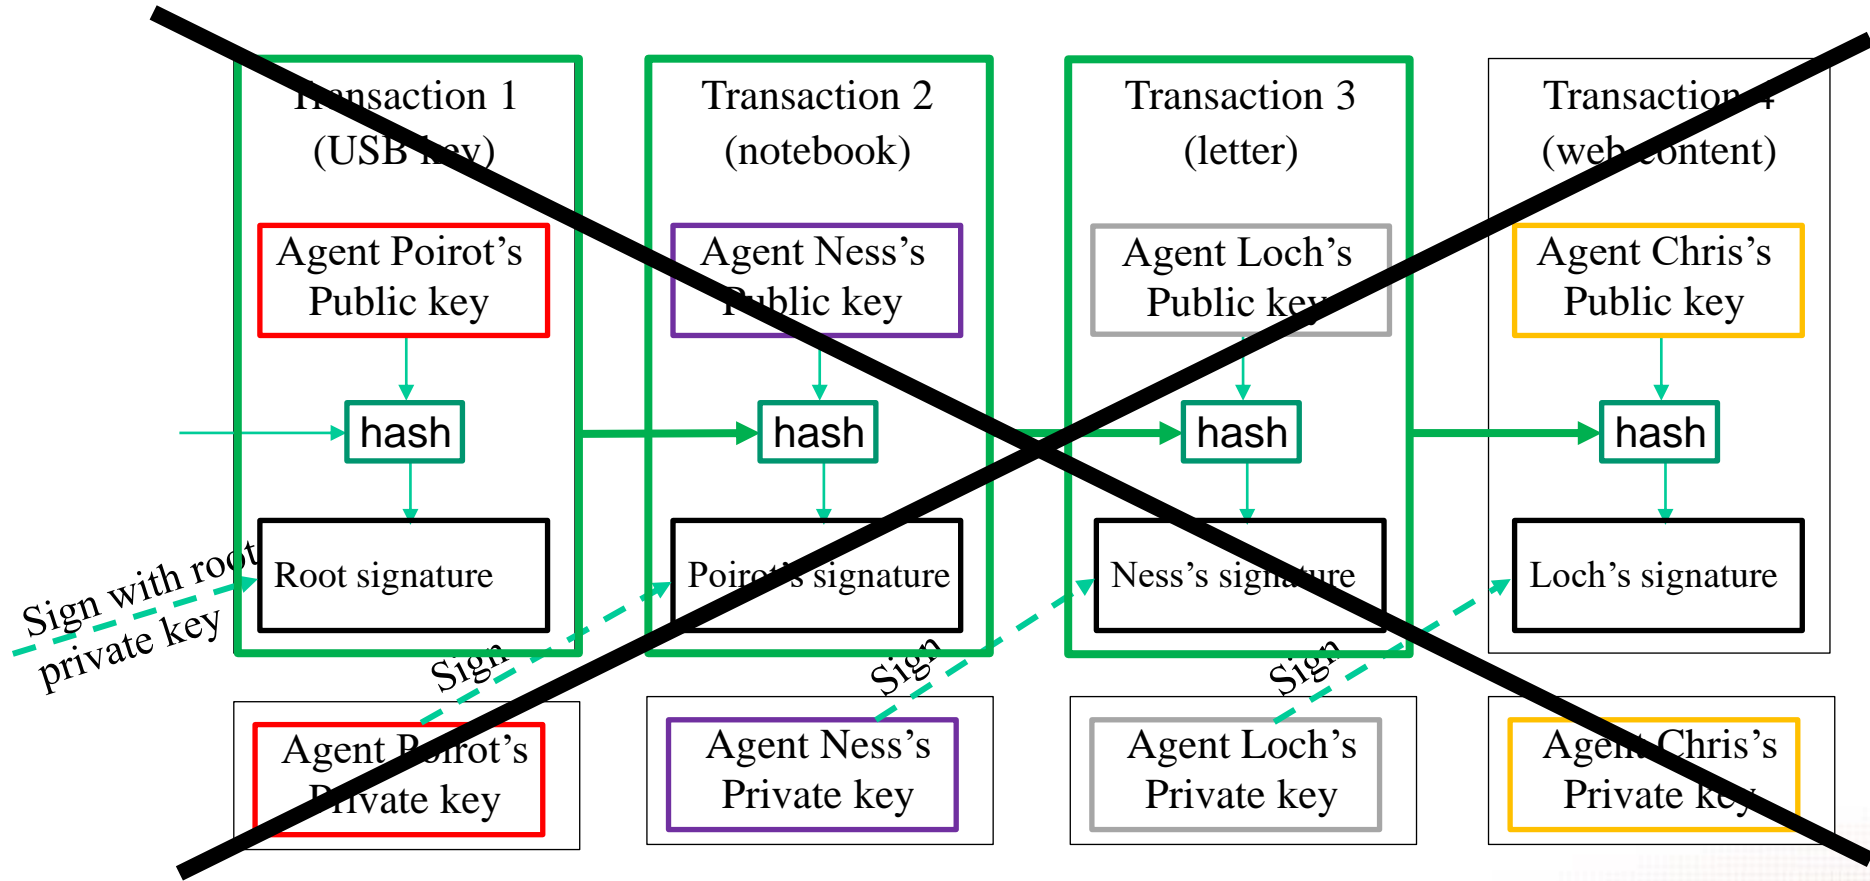 Transaction 1
(USB key)
Agent Poirot's
Public key
hash
Root signature
Sign with root
private key
Transaction 2
(notebook)
Agent Ness's
Public key
hash
Poirot's signature
Sign
Transaction 3
(letter)
Agent Loch's
Public key
hash
Ness's signature
Sign
Transaction 4
(web content)
Agent Chris's
Public key
hash
Loch's signature
Sign
Agent Poirot's
Private key
Agent Ness's
Private key
Agent Loch's
Private key
Agent Chris's
Private key